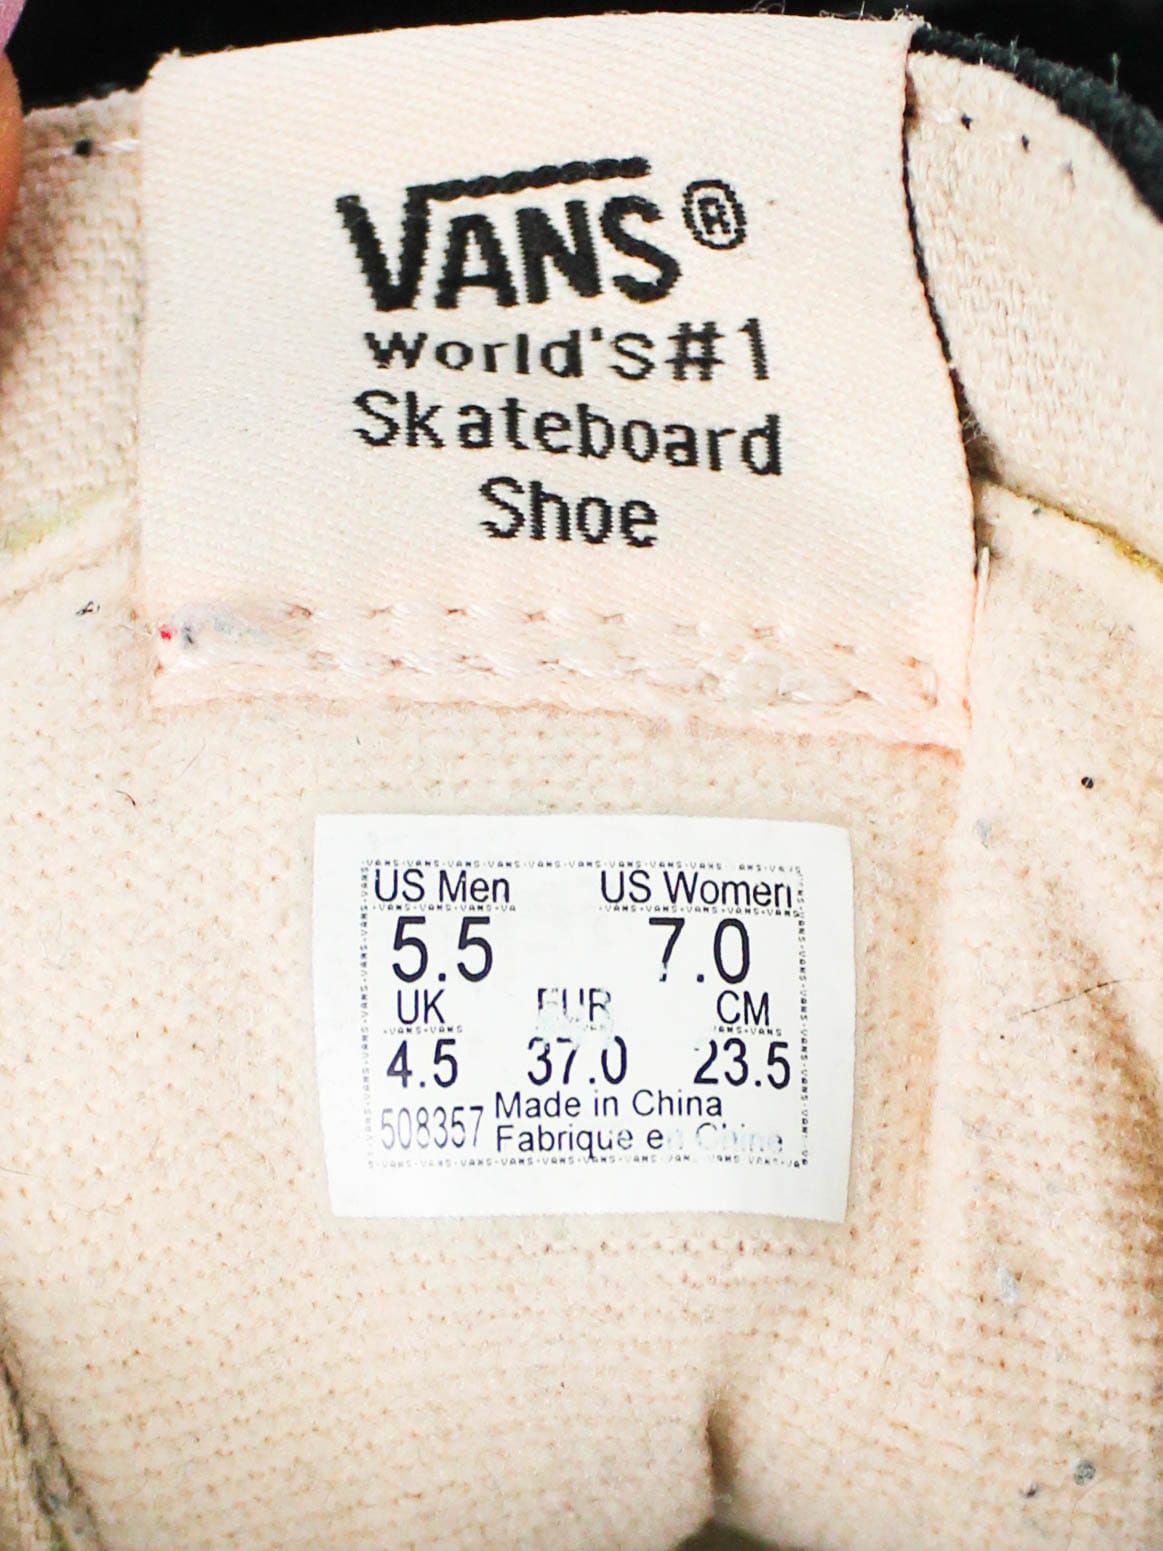 VANS®
World's #1
Skateboard
Shoe
US Men US Women
5.5 7.0
UK EUR CM
4.5 37.0 23.5
508357 Made in China
Fabrique en Chine